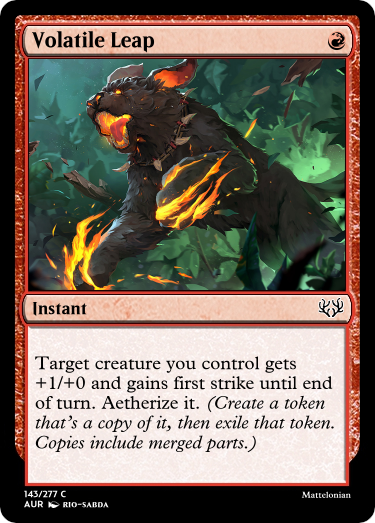 Volatile Leap
Instant
Target creature you control gets
+1/+0 and gains first strike until end
of turn. Aetherize it. (Create a token
that's a copy of it, then exile that token.
Copies include merged parts.)
143/277 C
AUR RIO-SABDA
Mattelonian